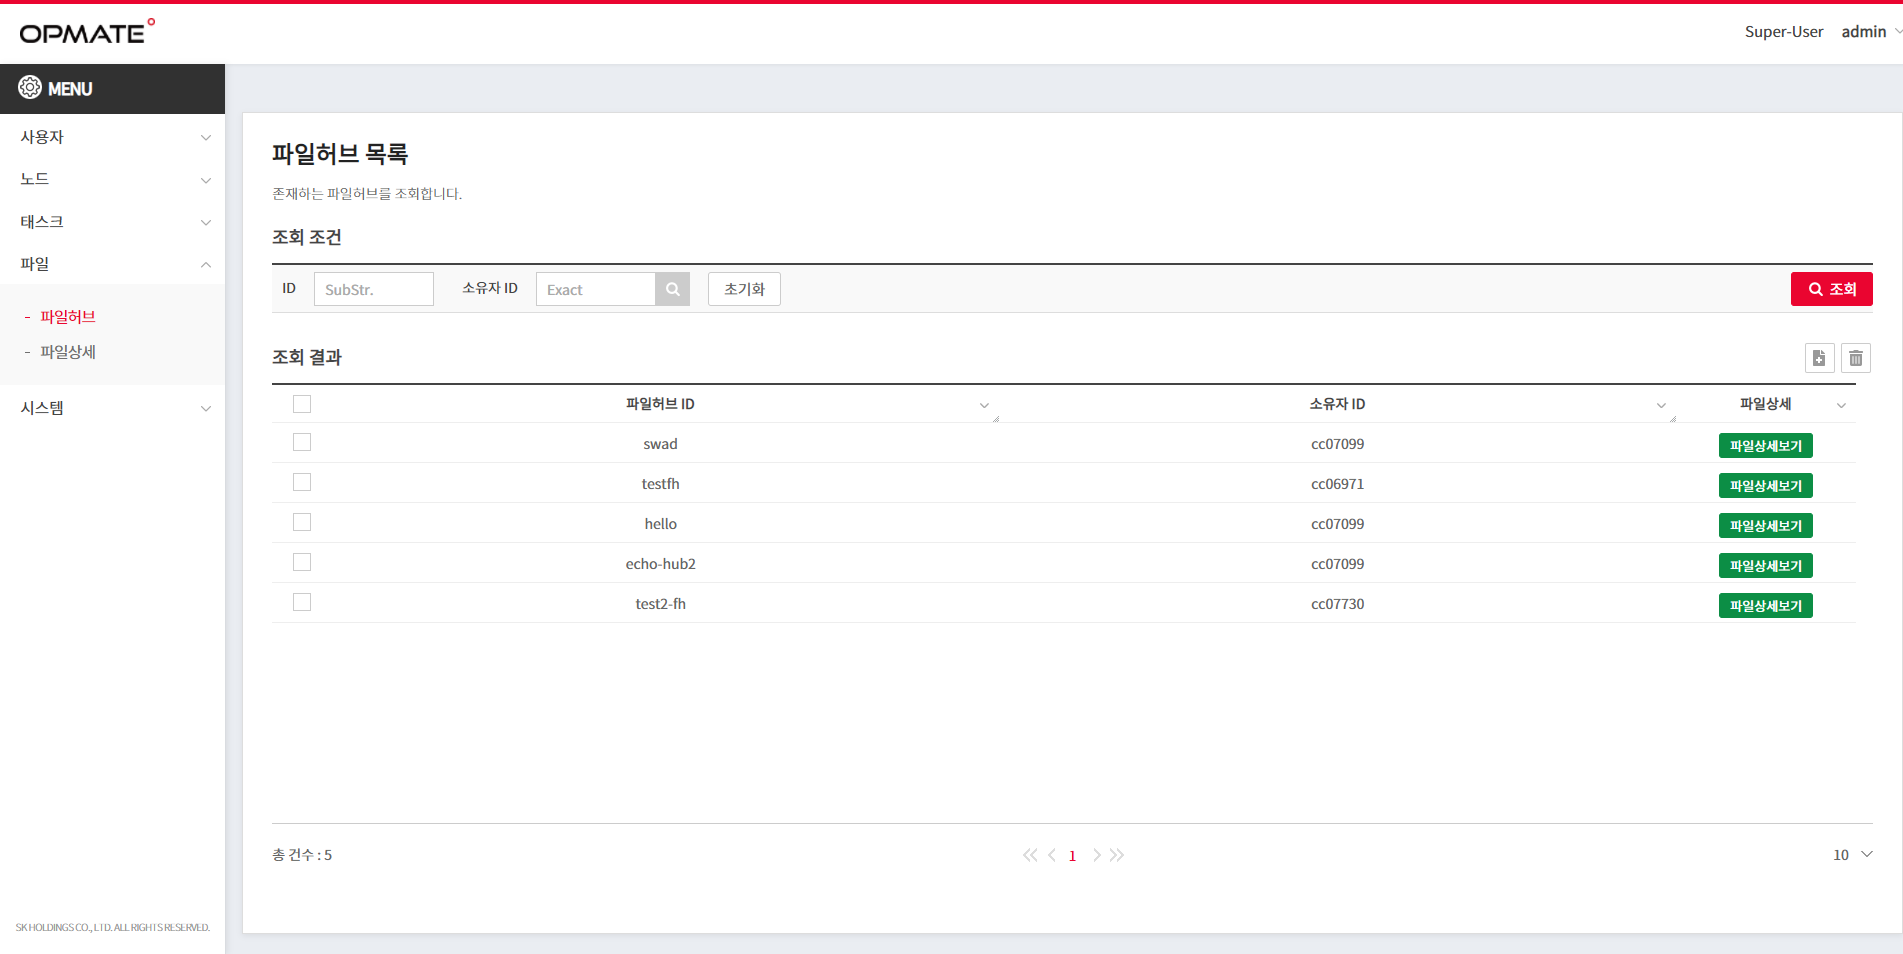 OPMATE
Super-User admin
MENU
사용자
노드
태스크
파일
- 파일허브
- 파일상세
시스템
파일허브 목록
존재하는 파일허브를 조회합니다.
조회 조건
ID SubStr. 소유자 ID Exact 초기화 조회
조회 결과
파일허브 ID 소유자 ID 파일상세
swad cc07099 파일상세보기
testfh cc06971 파일상세보기
hello cc07099 파일상세보기
echo-hub2 cc07099 파일상세보기
test2-fh cc07730 파일상세보기
총 건수 : 5 1 10
SK HOLDINGS CO., LTD. ALL RIGHTS RESERVED.